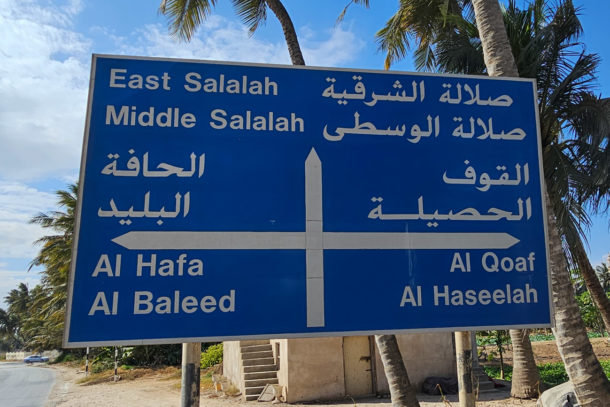 East Salalah صلالة الشرقية
Middle Salalah صلالة الوسطى
الحافة
البليد
القوف
الحصيلة
Al Hafa
Al Baleed
Al Qoaf
Al Haseelah